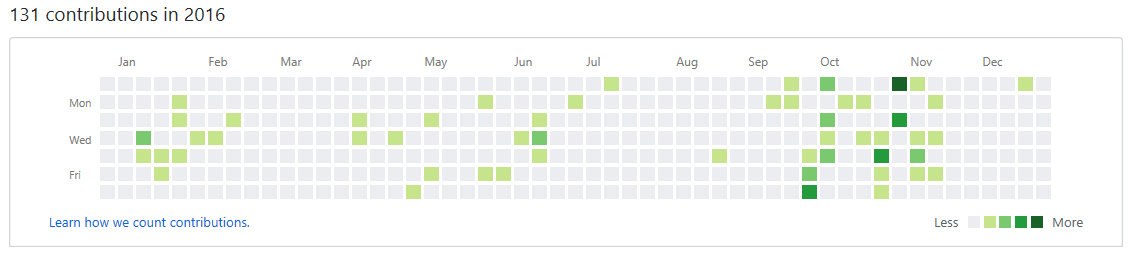 131 contributions in 2016
Jan Feb Mar Apr May Jun Jul Aug Sep Oct Nov Dec
Mon
Wed
Fri
Learn how we count contributions. Less More